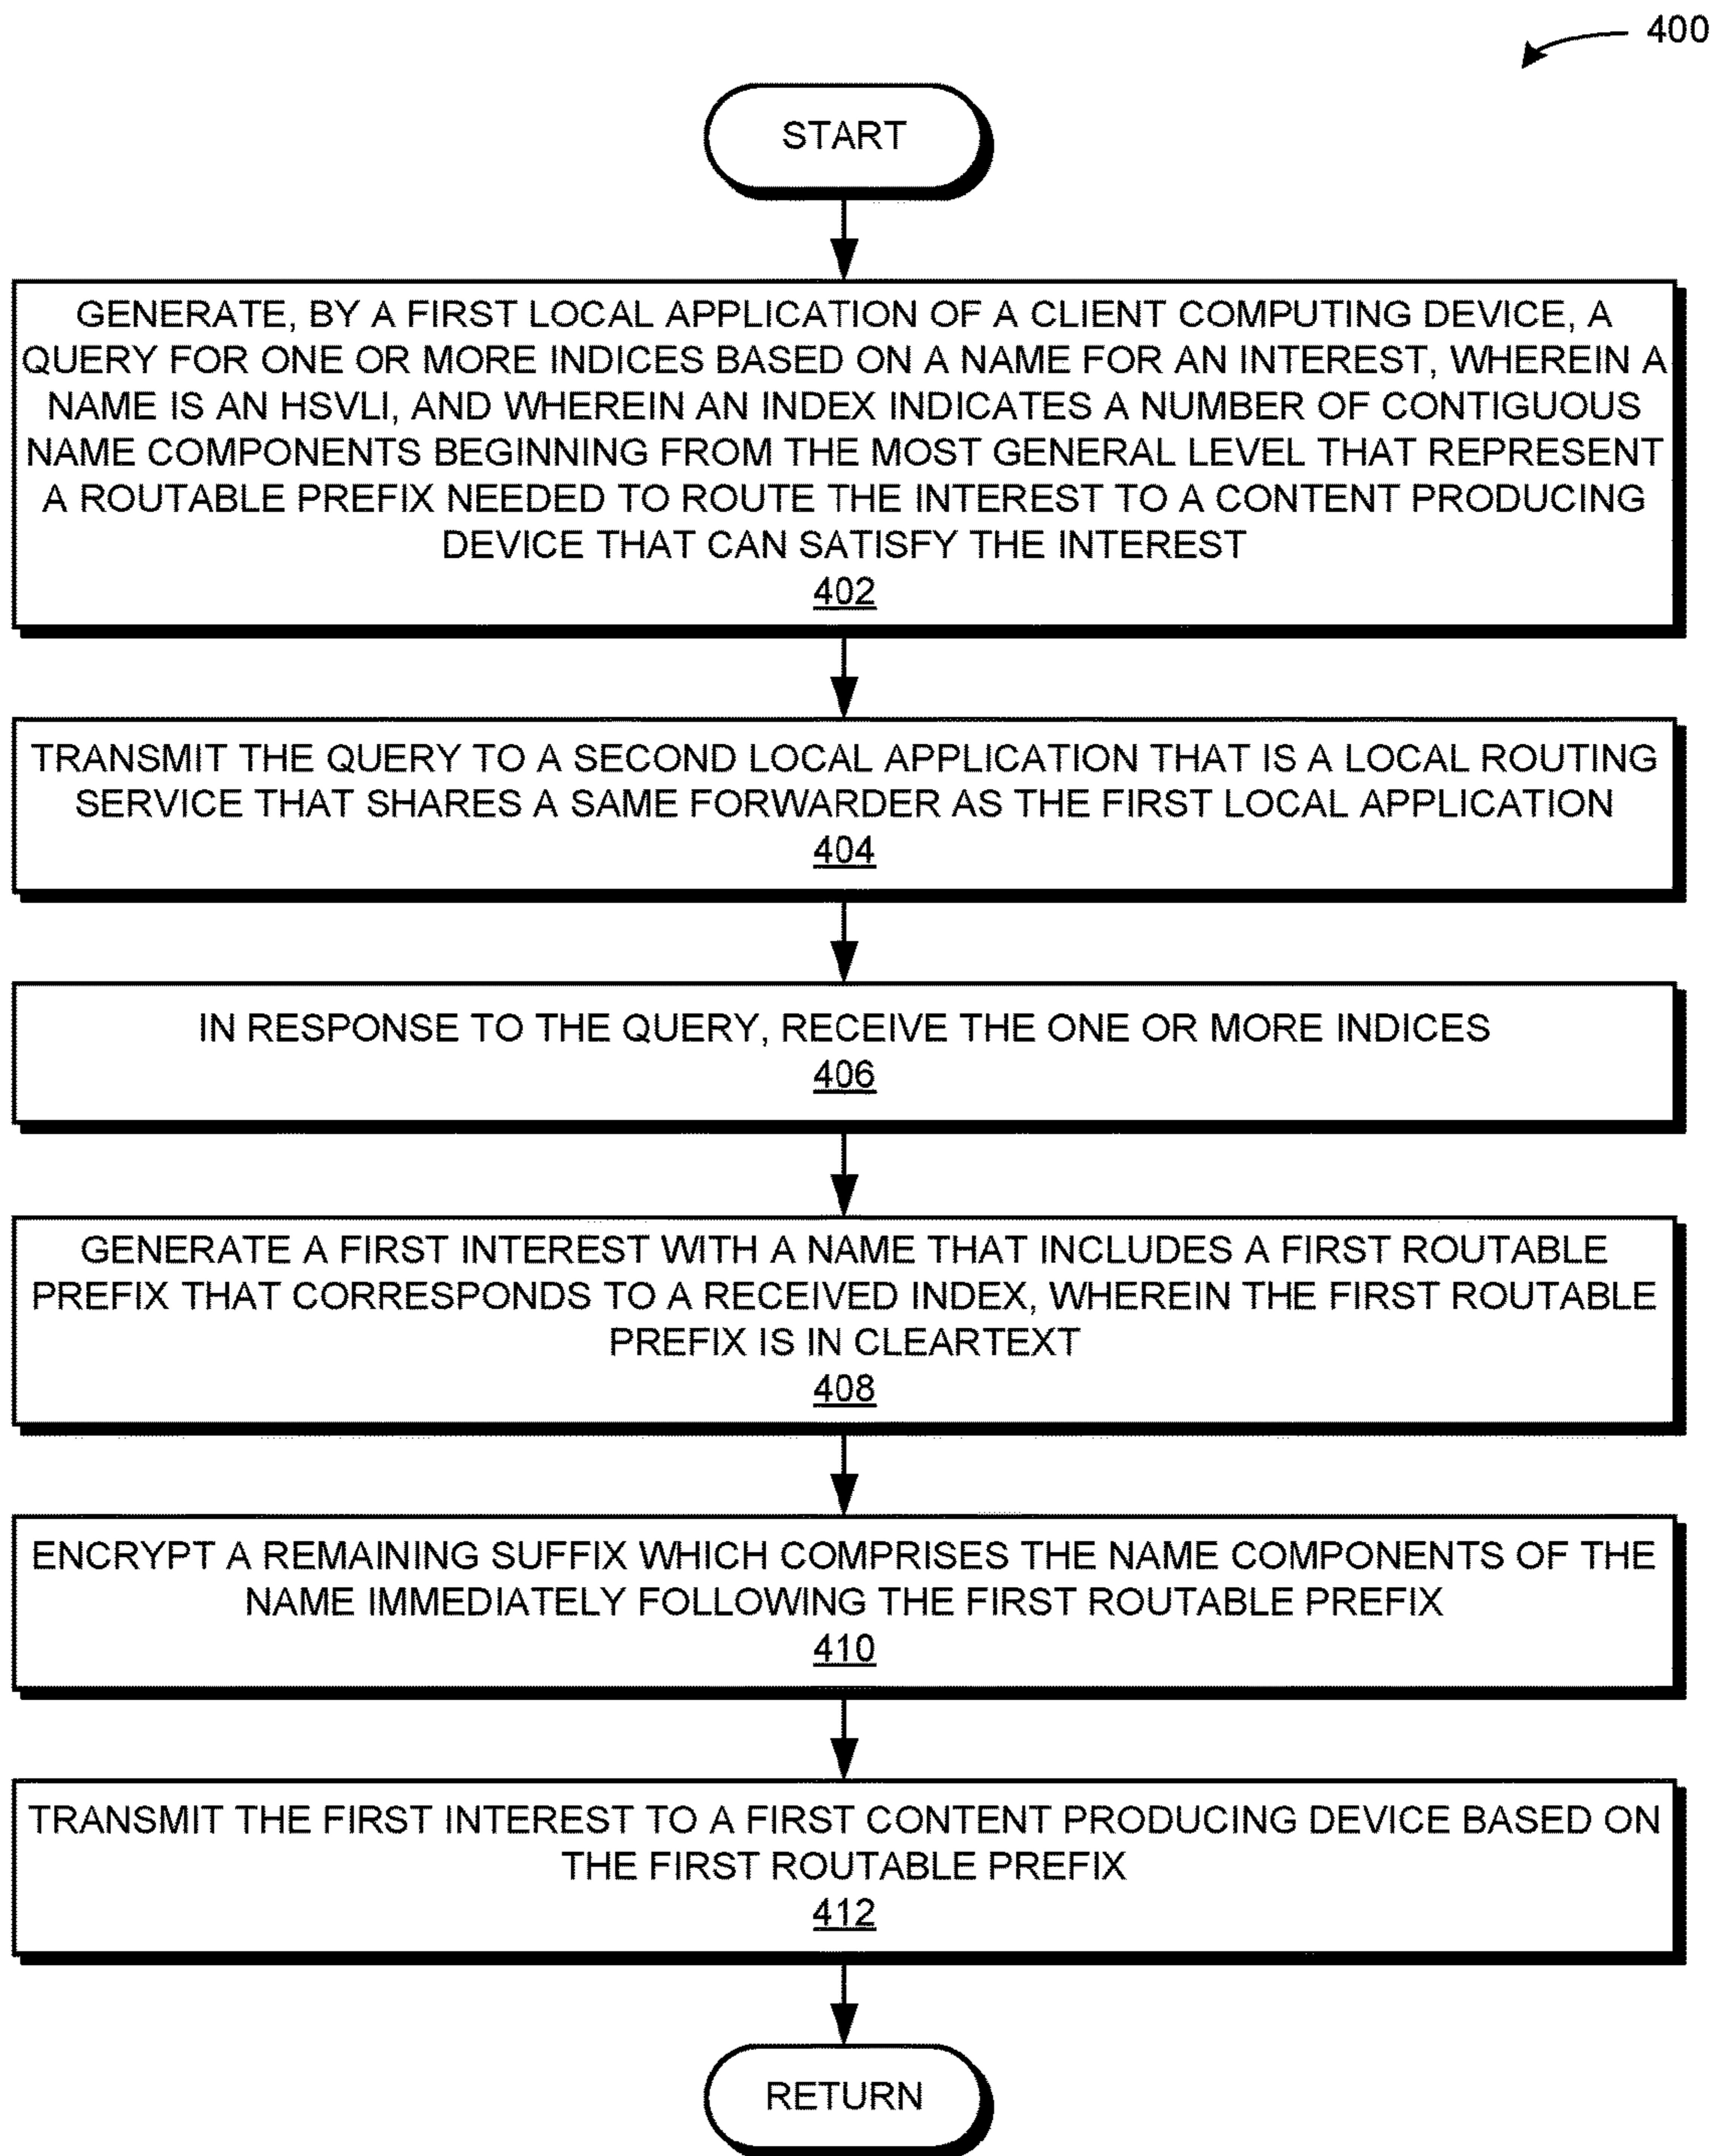 400
START
GENERATE, BY A FIRST LOCAL APPLICATION OF A CLIENT COMPUTING DEVICE, A
QUERY FOR ONE OR MORE INDICES BASED ON A NAME FOR AN INTEREST, WHEREIN A
NAME IS AN HSVLI, AND WHEREIN AN INDEX INDICATES A NUMBER OF CONTIGUOUS
NAME COMPONENTS BEGINNING FROM THE MOST GENERAL LEVEL THAT REPRESENT
A ROUTABLE PREFIX NEEDED TO ROUTE THE INTEREST TO A CONTENT PRODUCING
DEVICE THAT CAN SATISFY THE INTEREST
402
TRANSMIT THE QUERY TO A SECOND LOCAL APPLICATION THAT IS A LOCAL ROUTING
SERVICE THAT SHARES A SAME FORWARDER AS THE FIRST LOCAL APPLICATION
404
IN RESPONSE TO THE QUERY, RECEIVE THE ONE OR MORE INDICES
406
GENERATE A FIRST INTEREST WITH A NAME THAT INCLUDES A FIRST ROUTABLE
PREFIX THAT CORRESPONDS TO A RECEIVED INDEX, WHEREIN THE FIRST ROUTABLE
PREFIX IS IN CLEARTEXT
408
ENCRYPT A REMAINING SUFFIX WHICH COMPRISES THE NAME COMPONENTS OF THE
NAME IMMEDIATELY FOLLOWING THE FIRST ROUTABLE PREFIX
410
TRANSMIT THE FIRST INTEREST TO A FIRST CONTENT PRODUCING DEVICE BASED ON
THE FIRST ROUTABLE PREFIX
412
RETURN